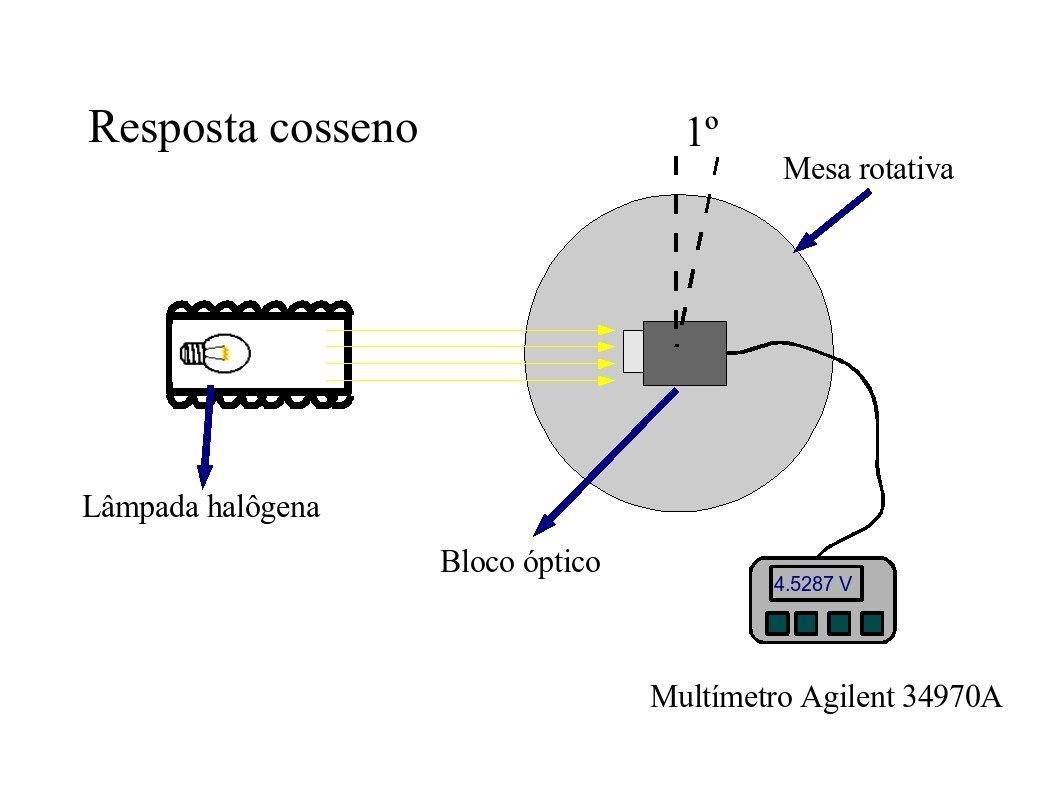 Resposta cosseno
1º
Mesa rotativa
Lâmpada halôgena
Bloco óptico
4.5287 V
Multímetro Agilent 34970A